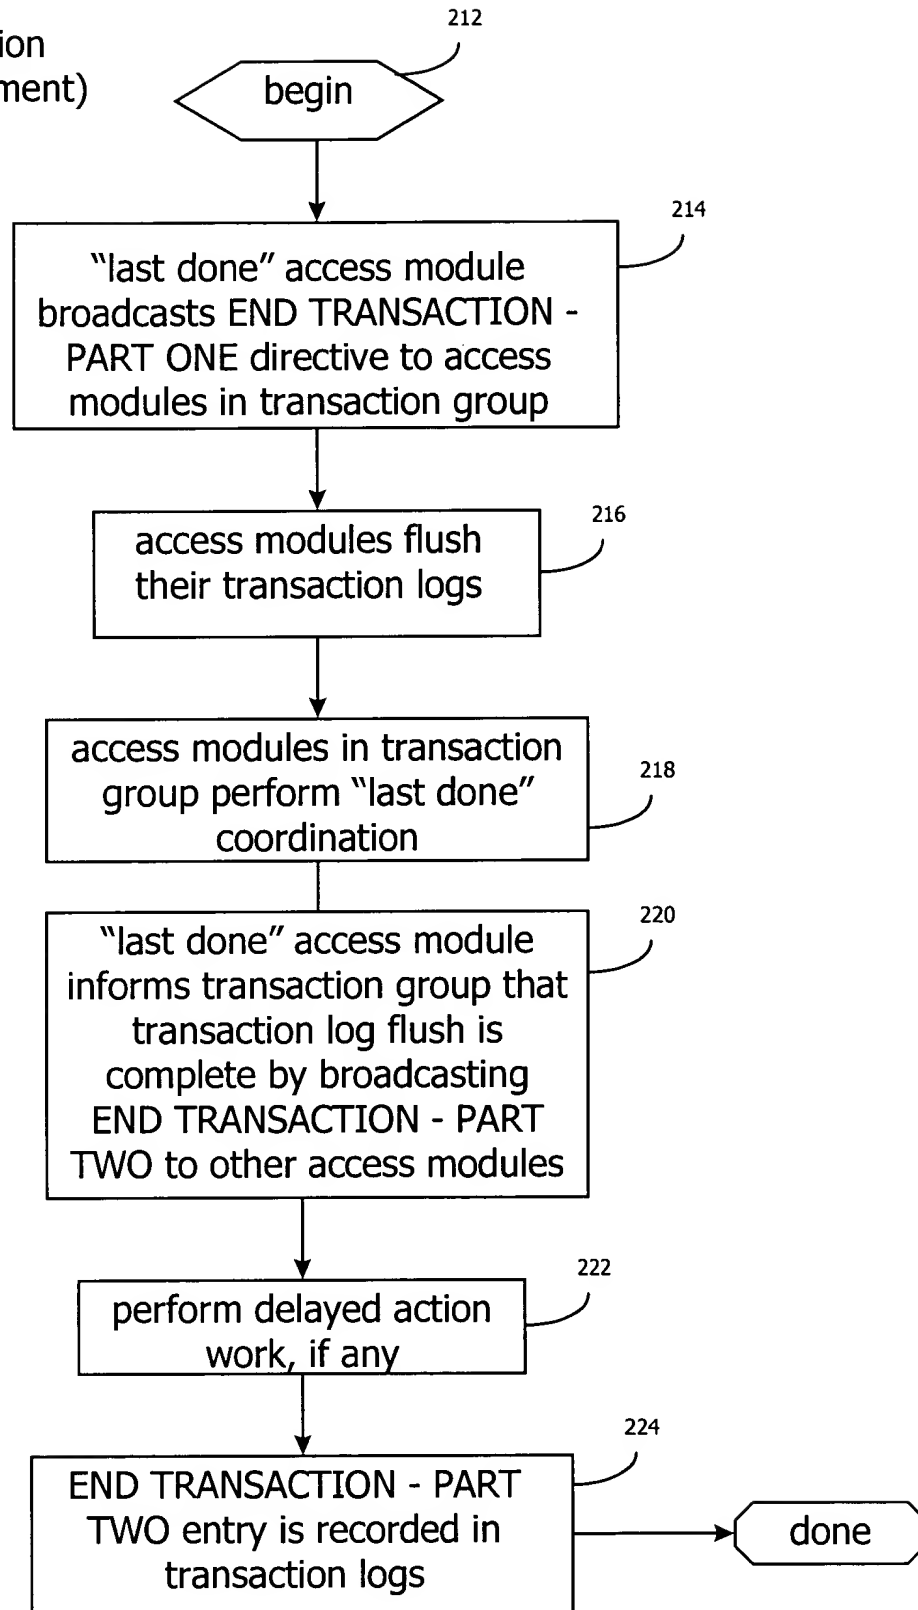 212
begin
214
“last done” access module
broadcasts END TRANSACTION -
PART ONE directive to access
modules in transaction group
216
access modules flush
their transaction logs
218
access modules in transaction
group perform “last done”
coordination
220
“last done” access module
informs transaction group that
transaction log flush is
complete by broadcasting
END TRANSACTION - PART
TWO to other access modules
222
perform delayed action
work, if any
224
END TRANSACTION - PART
TWO entry is recorded in
transaction logs
done